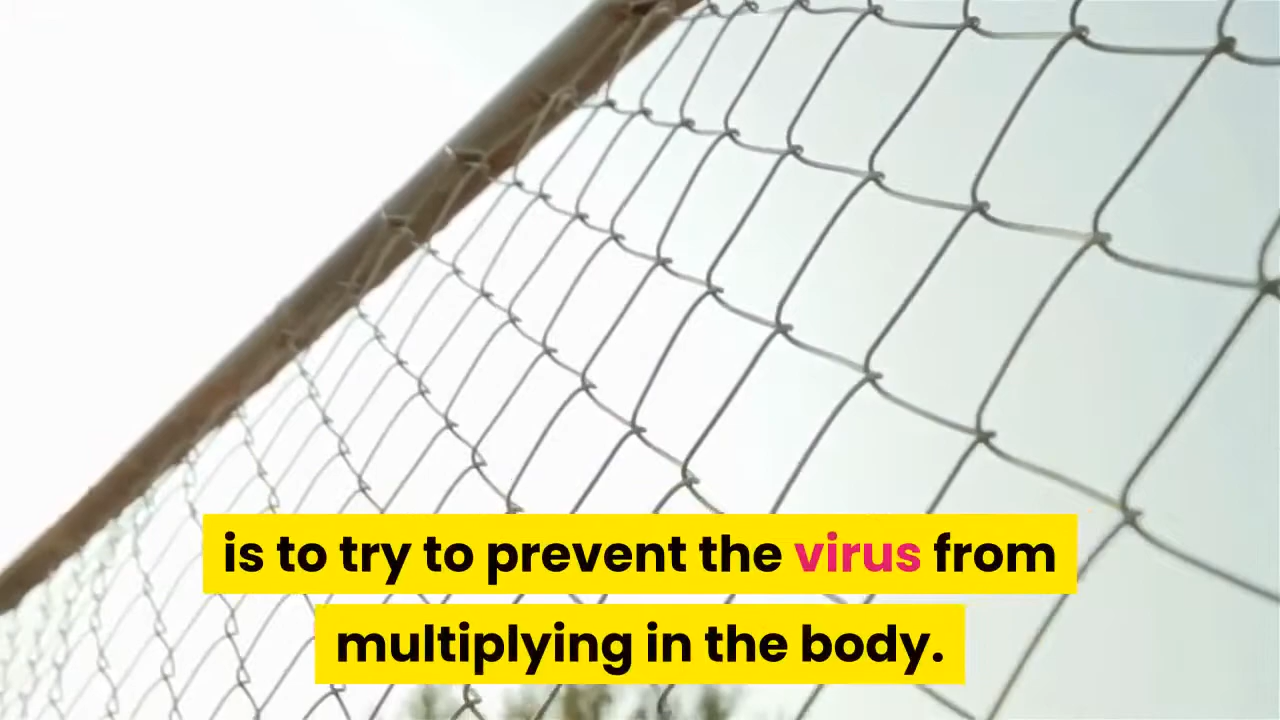 is to try to prevent the virus from
multiplying in the body.